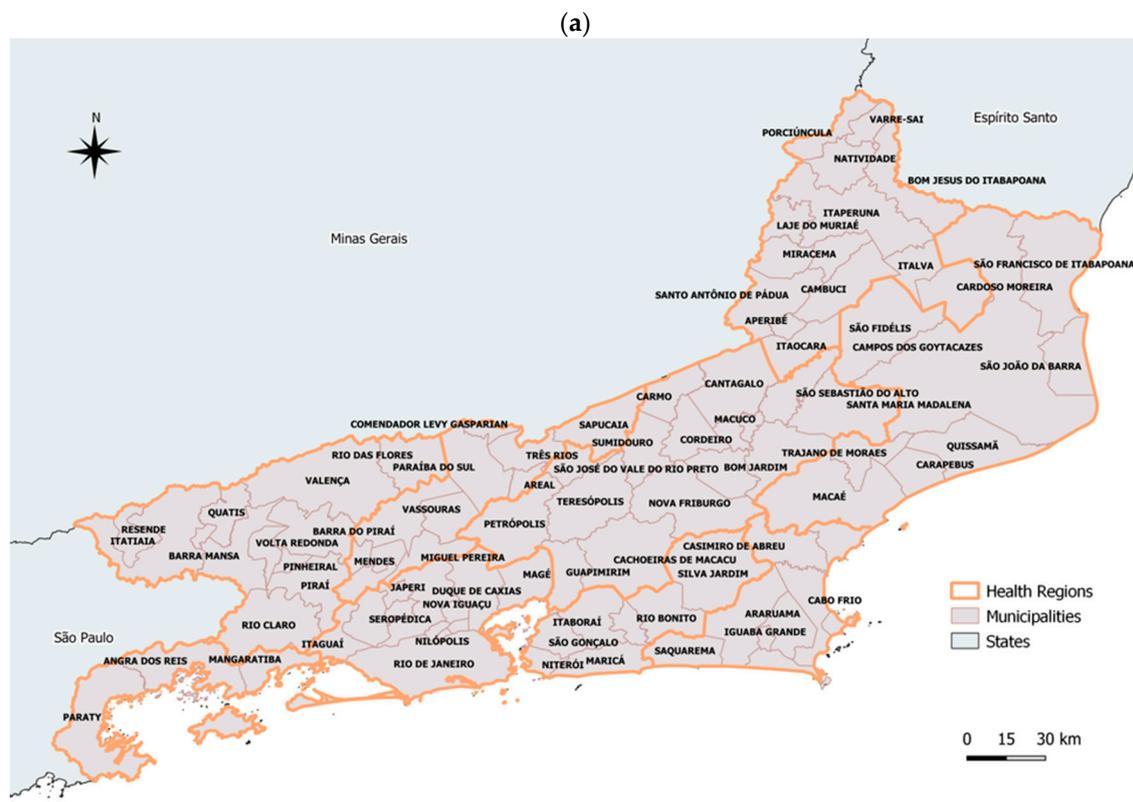 (a)
N
Espírito Santo
VARRE-SAI
PORCIÚNCULA
NATIVIDADE
BOM JESUS DO ITABAPOANA
ITAPERUNA
LAJE DO MURIAÉ
Minas Gerais
MIRACEMA
ITALVA
SÃO FRANCISCO DE ITABAPOANA
CARDOSO MOREIRA
CAMBUCI
SANTO ANTÔNIO DE PÁDUA
APERIBÉ
SÃO FIDÉLIS
ITAOCARA
CAMPOS DOS GOYTACAZES
SÃO JOÃO DA BARRA
CANTAGALO
CARMO
SÃO SEBASTIÃO DO ALTO
SANTA MARIA MADALENA
MACUCO
COMENDADOR LEVY GASPARIAN
SAPUCAIA
SUMIDOURO
CORDEIRO
QUISSAMÃ
RIO DAS FLORES
TRÊS RIOS
TRAJANO DE MORAES
PARAÍBA DO SUL
SÃO JOSÉ DO VALE DO RIO PRETO
BOM JARDIM
CARAPEBUS
VALENÇA
AREAL
MACAÉ
TERESÓPOLIS
NOVA FRIBURGO
VASSOURAS
QUATIS
PETRÓPOLIS
RESENDE
ITATIAIA
BARRA DO PIRAÍ
VOLTA REDONDA
CASIMIRO DE ABREU
BARRA MANSA
MENDES
MIGUEL PEREIRA
CACHOEIRAS DE MACACU
PINHEIRAL
MAGÉ
GUAPIMIRIM
SILVA JARDIM
PIRAÍ
JAPERI
DUQUE DE CAXIAS
NOVA IGUAÇU
CABO FRIO
Health Regions
ARARUAMA
Municipalities
SEROPÉDICA
ITABORAÍ
RIO BONITO
RIO CLARO
IGUABA GRANDE
São Paulo
ITAGUAÍ
NILÓPOLIS
SÃO GONÇALO
States
SAQUAREMA
ANGRA DOS REIS
MANGARATIBA
RIO DE JANEIRO
NITERÓI
MARICÁ
PARATY
0 15 30 km